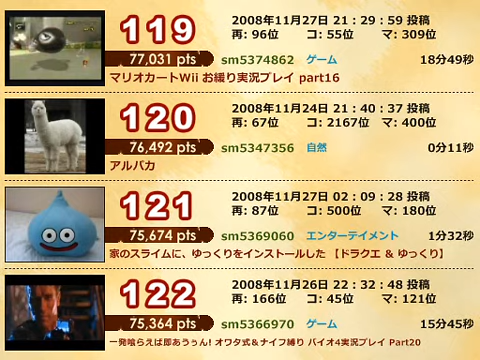 119
2008年11月27日 21：29：59 投稿
再: 96位 コ: 55位 マ: 309位
77,031 pts sm5374862 ゲーム 18分49秒
マリオカートWii お縛り実況プレイ part16
120
2008年11月24日 21：40：37 投稿
再: 67位 コ: 2167位 マ: 400位
76,492 pts sm5347356 自然 0分11秒
アルパカ
121
2008年11月27日 02：09：28 投稿
再: 87位 コ: 500位 マ: 180位
75,674 pts sm5369060 エンターテイメント 1分32秒
家のスライムに、ゆっくりをインストールした 【ドラクエ & ゆっくり】
122
2008年11月26日 22：32：48 投稿
再: 166位 コ: 45位 マ: 121位
75,364 pts sm5366970 ゲーム 15分45秒
一発喰らえば即あうぅん! オワタ式&ナイフ縛り バイオ4実況プレイ Part20